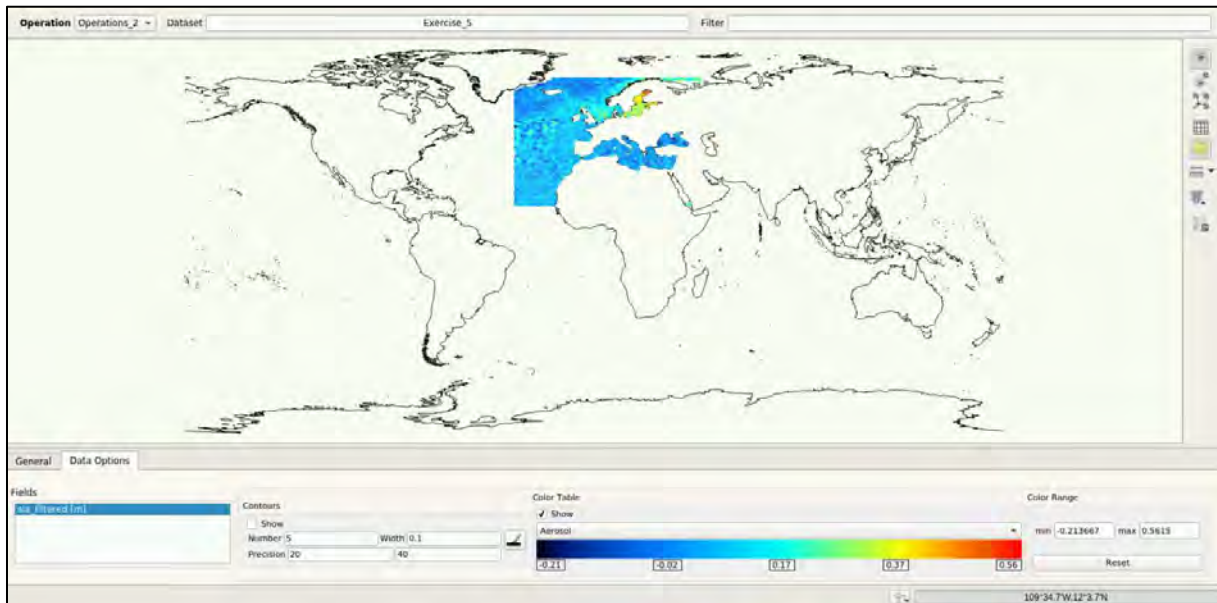 Operation Operations_2 Dataset Exercise_5 Filter
General Data Options
Fields
sla_filtered [m]
Contours
Show
Number 5 Width 0.1
Precision 20 40
Color Table
Show
Aerosol
-0.21 -0.02 0.17 0.37 0.56
Color Range
min -0.213667 max 0.5615
Reset
109°34.7'W,12°3.7'N